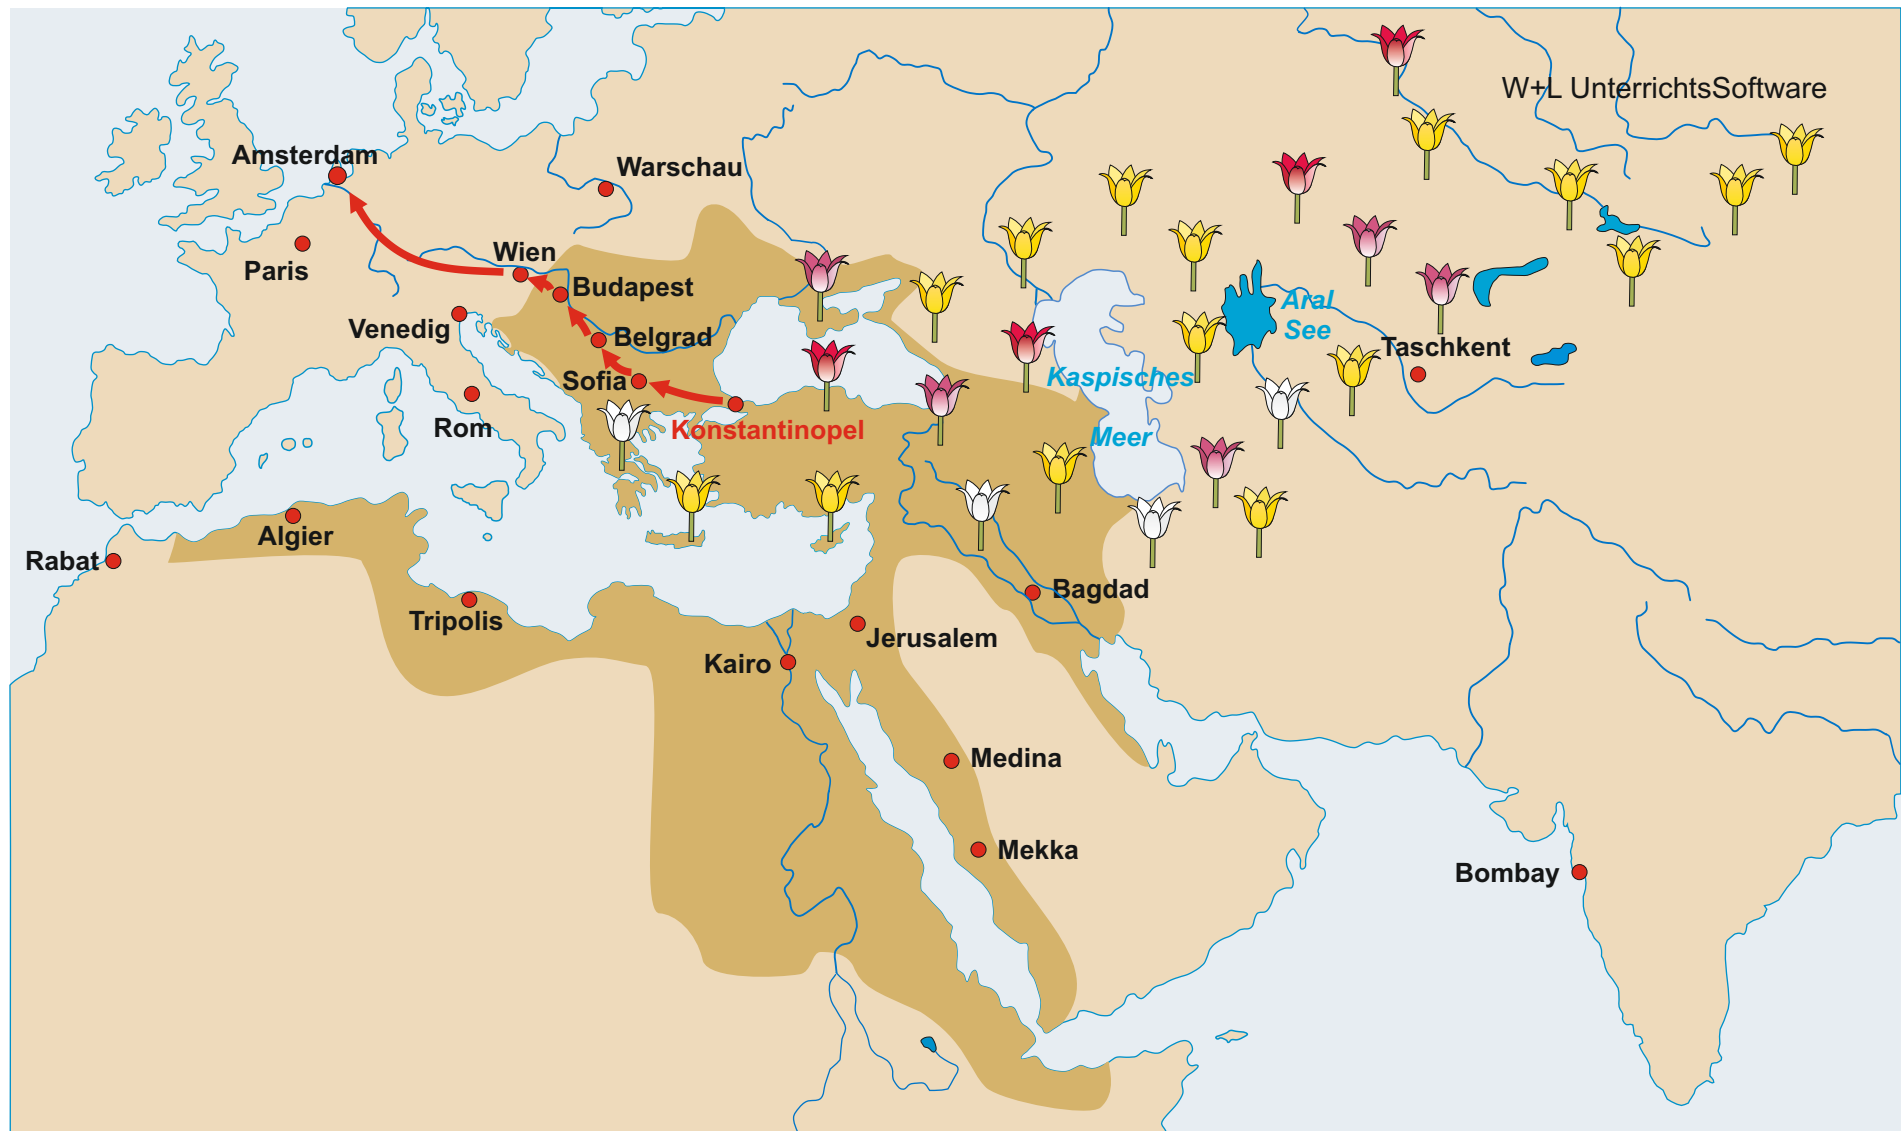 W+L UnterrichtsSoftware
Amsterdam
Warschau
Paris
Wien
Budapest
Venedig
Belgrad
Aral
See
Taschkent
Sofia
Kaspisches
Meer
Rom
Konstantinopel
Algier
Rabat
Bagdad
Tripolis
Jerusalem
Kairo
Medina
Mekka
Bombay